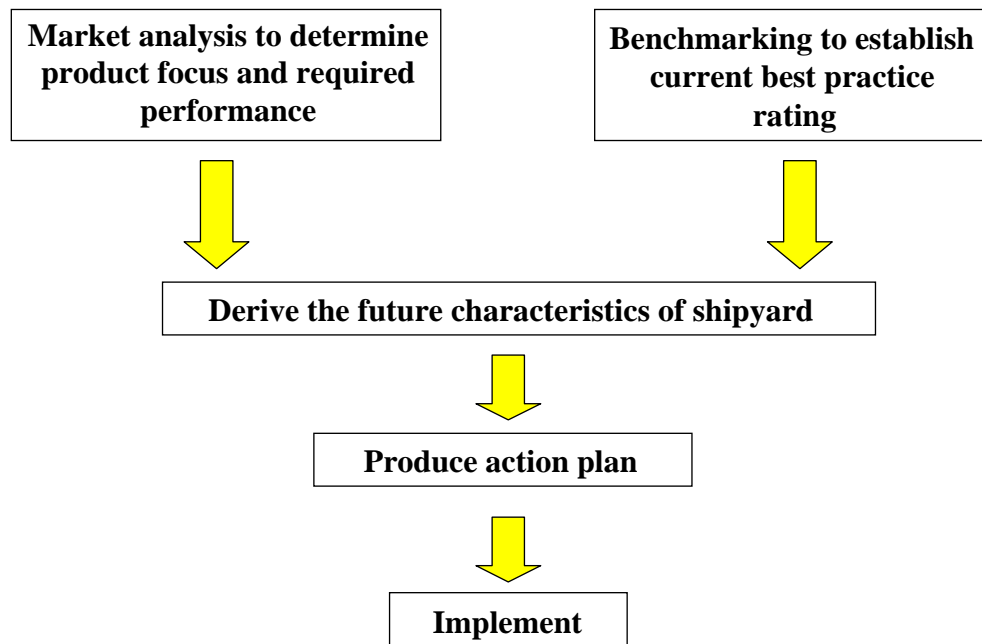 Market analysis to determine
product focus and required
performance
Benchmarking to establish
current best practice
rating
Derive the future characteristics of shipyard
Produce action plan
Implement